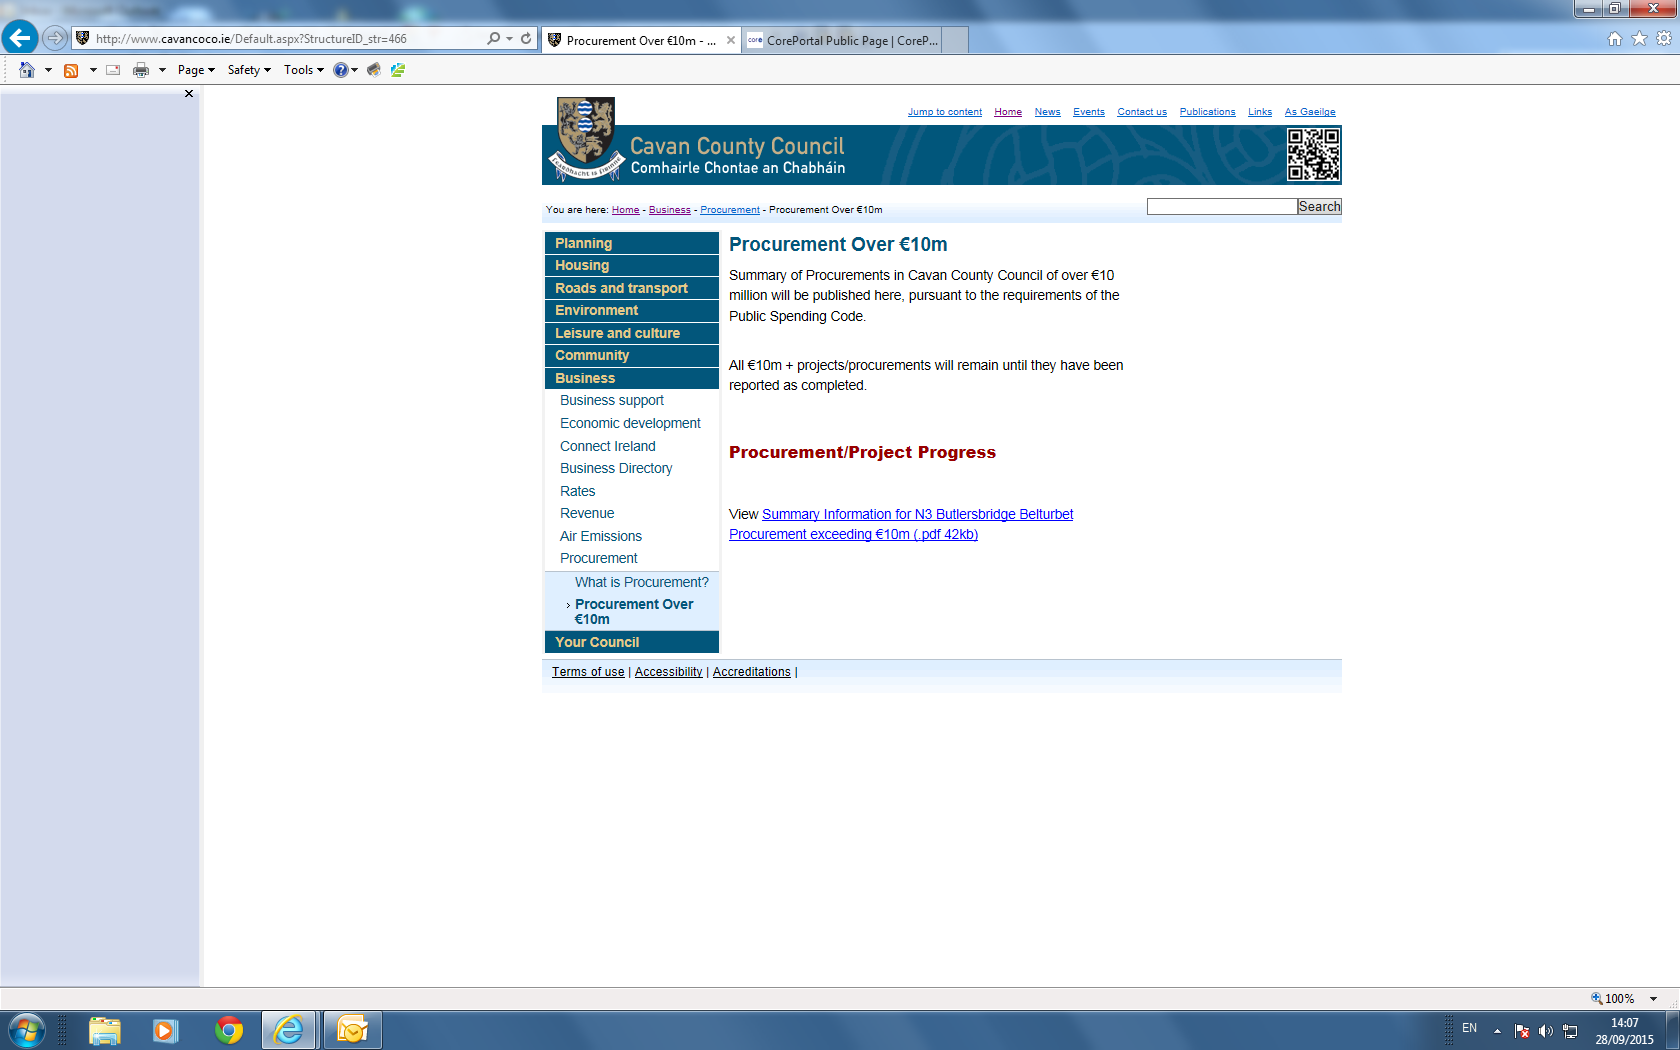 http://www.cavancoco.ie/Default.aspx?StructureID_str=466
Procurement Over €10m - ...
core CorePortal Public Page | CoreP...
Page Safety Tools
Jump to content Home News Events Contact us Publications Links As Gaeilge
Cavan County Council
Comhairle Chontae an Chabháin
You are here: Home - Business - Procurement - Procurement Over €10m
Search
Planning
Housing
Roads and transport
Environment
Leisure and culture
Community
Business
Business support
Economic development
Connect Ireland
Business Directory
Rates
Revenue
Air Emissions
Procurement
What is Procurement?
Procurement Over
€10m
Your Council
Procurement Over €10m
Summary of Procurements in Cavan County Council of over €10
million will be published here, pursuant to the requirements of the
Public Spending Code.
All €10m + projects/procurements will remain until they have been
reported as completed.
Procurement/Project Progress
View Summary Information for N3 Butlersbridge Belturbet
Procurement exceeding €10m (.pdf 42kb)
Terms of use | Accessibility | Accreditations |
100%
EN
14:07
28/09/2015